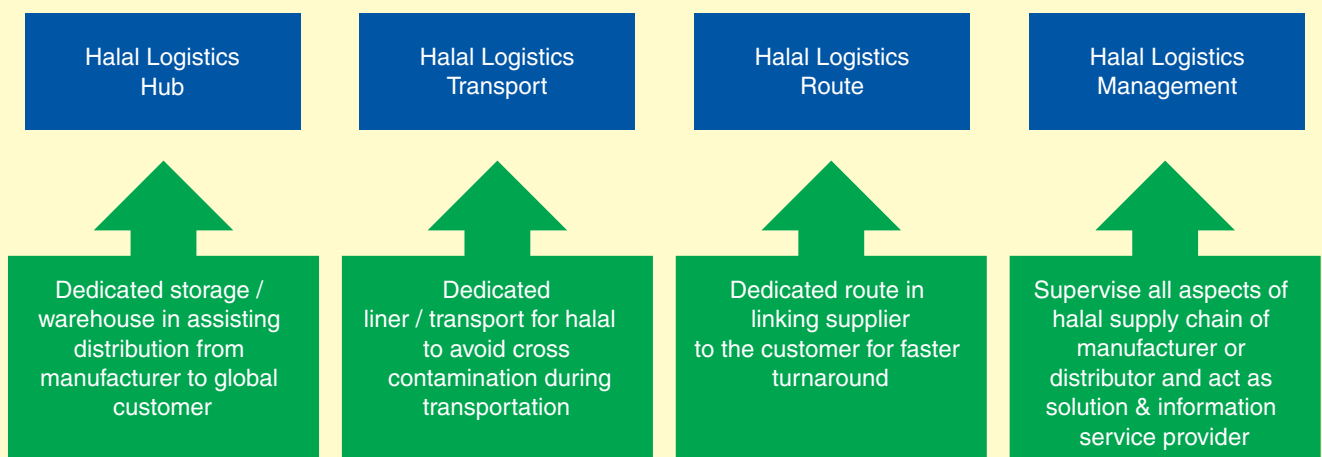 Halal Logistics
Hub
Halal Logistics
Transport
Halal Logistics
Route
Halal Logistics
Management
Dedicated storage /
warehouse in assisting
distribution from
manufacturer to global
customer
Dedicated
liner / transport for halal
to avoid cross
contamination during
transportation
Dedicated route in
linking supplier
to the customer for faster
turnaround
Supervise all aspects of
halal supply chain of
manufacturer or
distributor and act as
solution & information
service provider